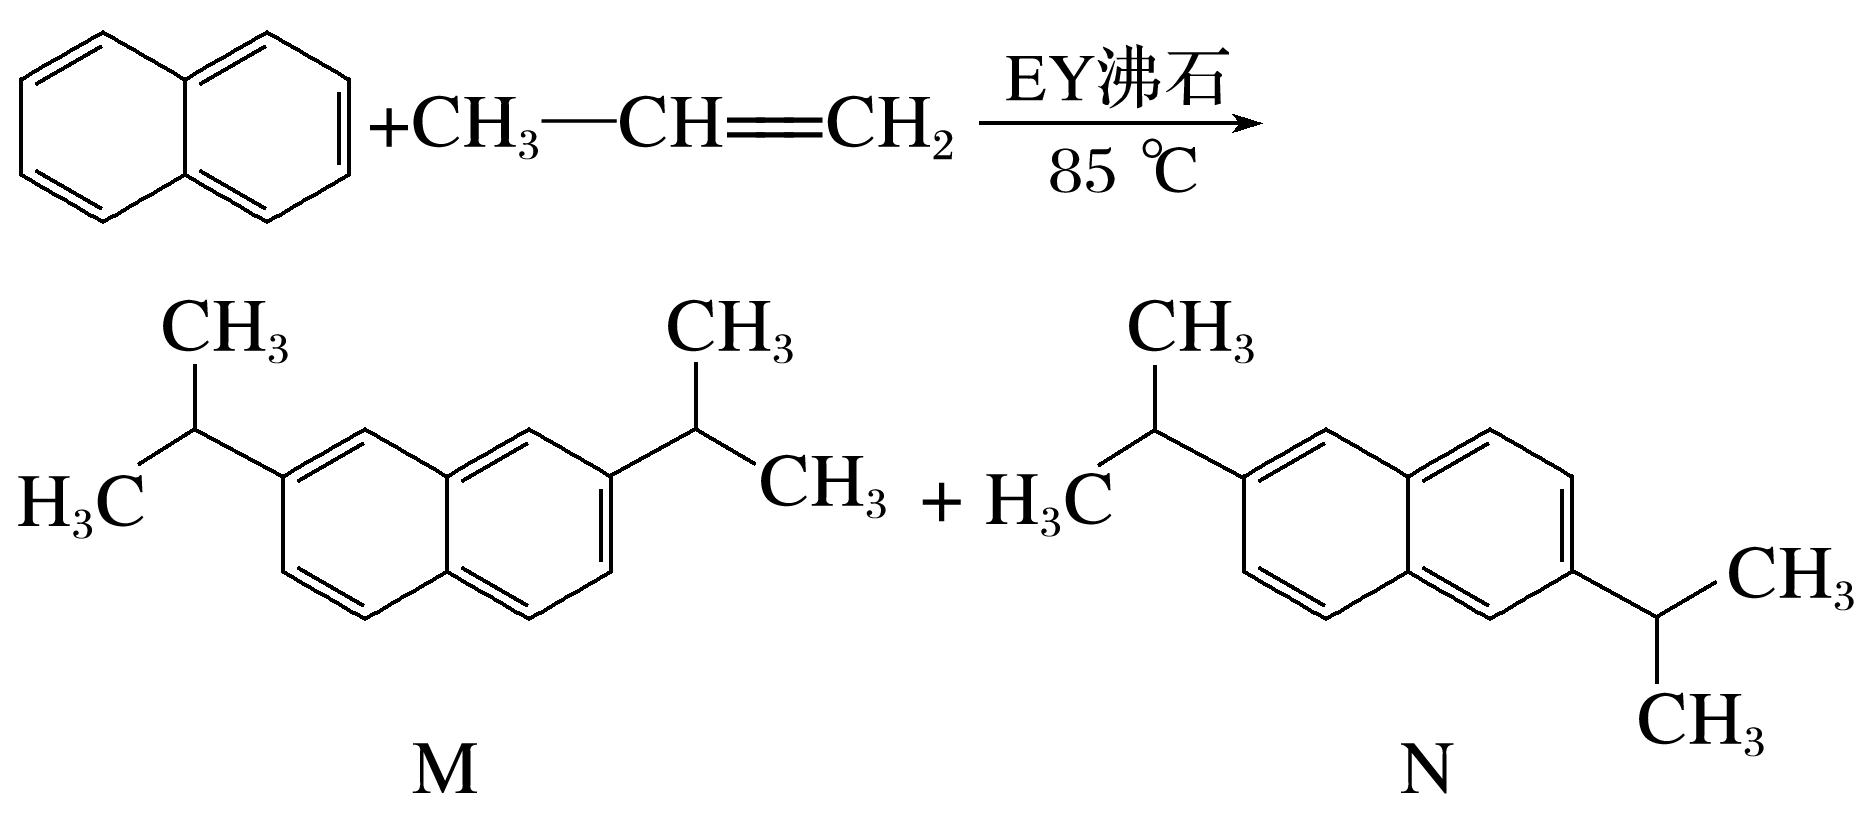 +CH₃—CH=CH₂ EY沸石
85 ℃
CH₃ CH₃ CH₃
H₃C CH₃ + H₃C
CH₃
CH₃
M N